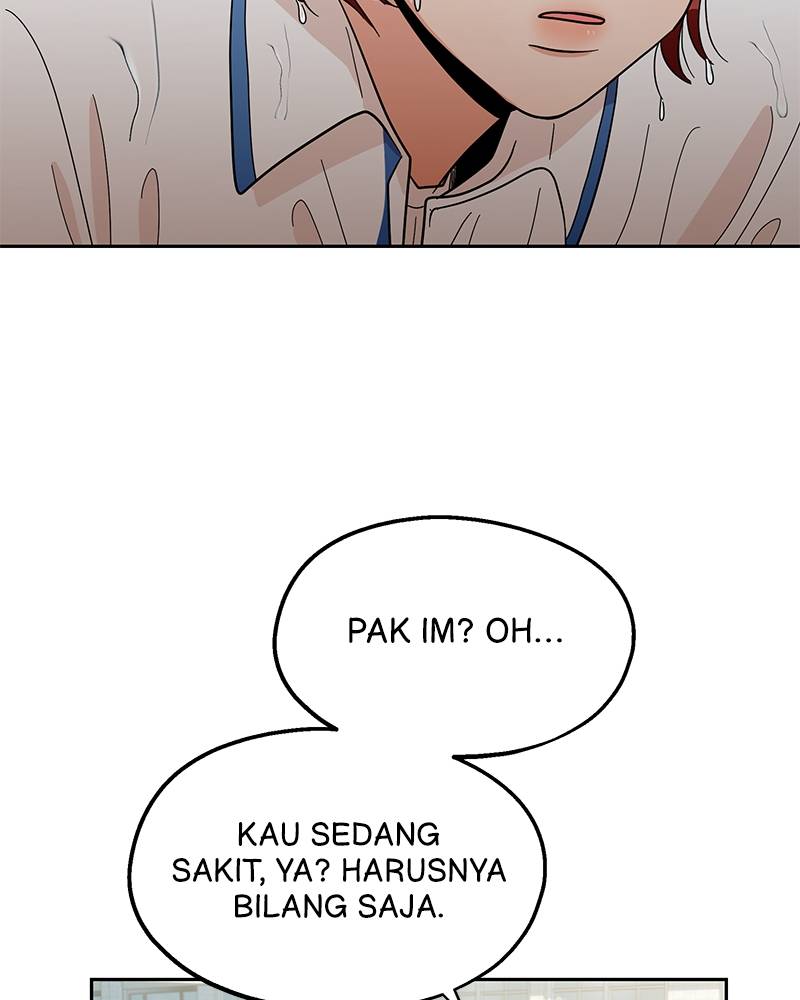 PAK IM? OH...
KAU SEDANG
SAKIT, YA? HARUSNYA
BILANG SAJA.